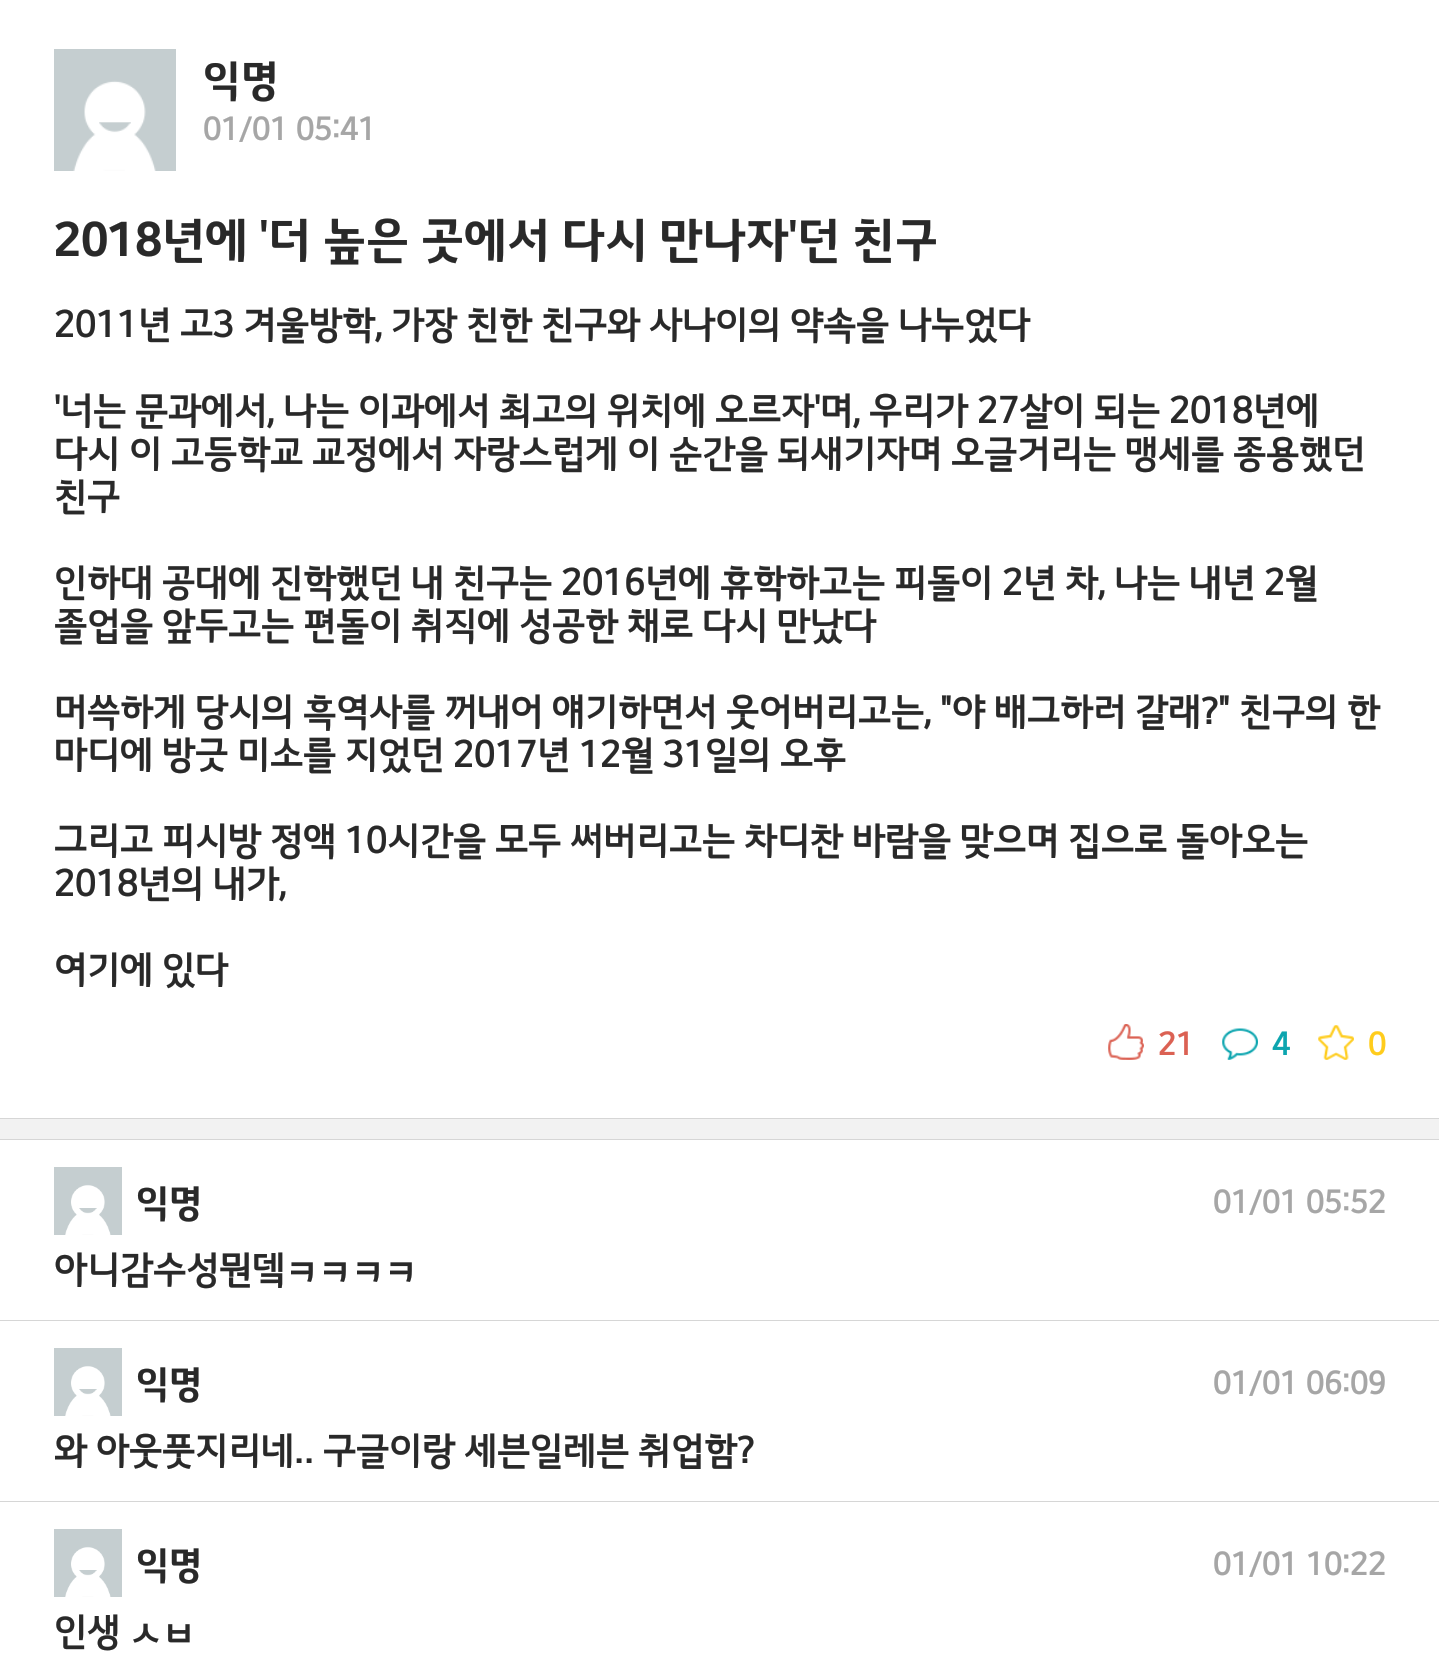 익명
01/01 05:41
2018년에 '더 높은 곳에서 다시 만나자'던 친구
2011년 고3 겨울방학, 가장 친한 친구와 사나이의 약속을 나누었다
'너는 문과에서, 나는 이과에서 최고의 위치에 오르자'며, 우리가 27살이 되는 2018년에
다시 이 고등학교 교정에서 자랑스럽게 이 순간을 되새기자며 오글거리는 맹세를 종용했던
친구
인하대 공대에 진학했던 내 친구는 2016년에 휴학하고는 피돌이 2년 차, 나는 내년 2월
졸업을 앞두고는 편돌이 취직에 성공한 채로 다시 만났다
머쓱하게 당시의 흑역사를 꺼내어 얘기하면서 웃어버리고는, "야 배그하러 갈래?" 친구의 한
마디에 방긋 미소를 지었던 2017년 12월 31일의 오후
그리고 피시방 정액 10시간을 모두 써버리고는 차디찬 바람을 맞으며 집으로 돌아오는
2018년의 내가,
여기에 있다
21 4 0
익명 01/01 05:52
아니감수성뭔뎈ㅋㅋㅋㅋ
익명 01/01 06:09
와 아웃풋지리네.. 구글이랑 세븐일레븐 취업함?
익명 01/01 10:22
인생 ㅅㅂ